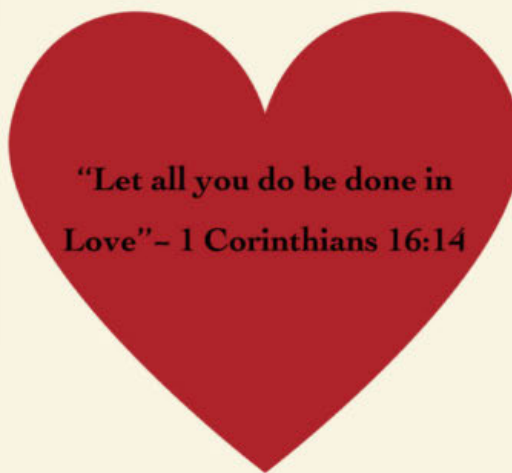 “Let all you do be done in
Love”~ 1 Corinthians 16:14